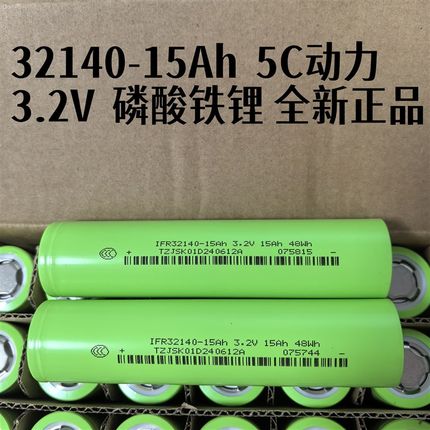 32140-15Ah 5C动力
3.2V 磷酸铁锂 全新正品
IFR32140-15Ah 3.2V 15Ah 48Wh
+ TZJSK01D240612A 075815 −
IFR32140-15Ah 3.2V 15Ah 48Wh
+ TZJSK01D240612A 075744 −